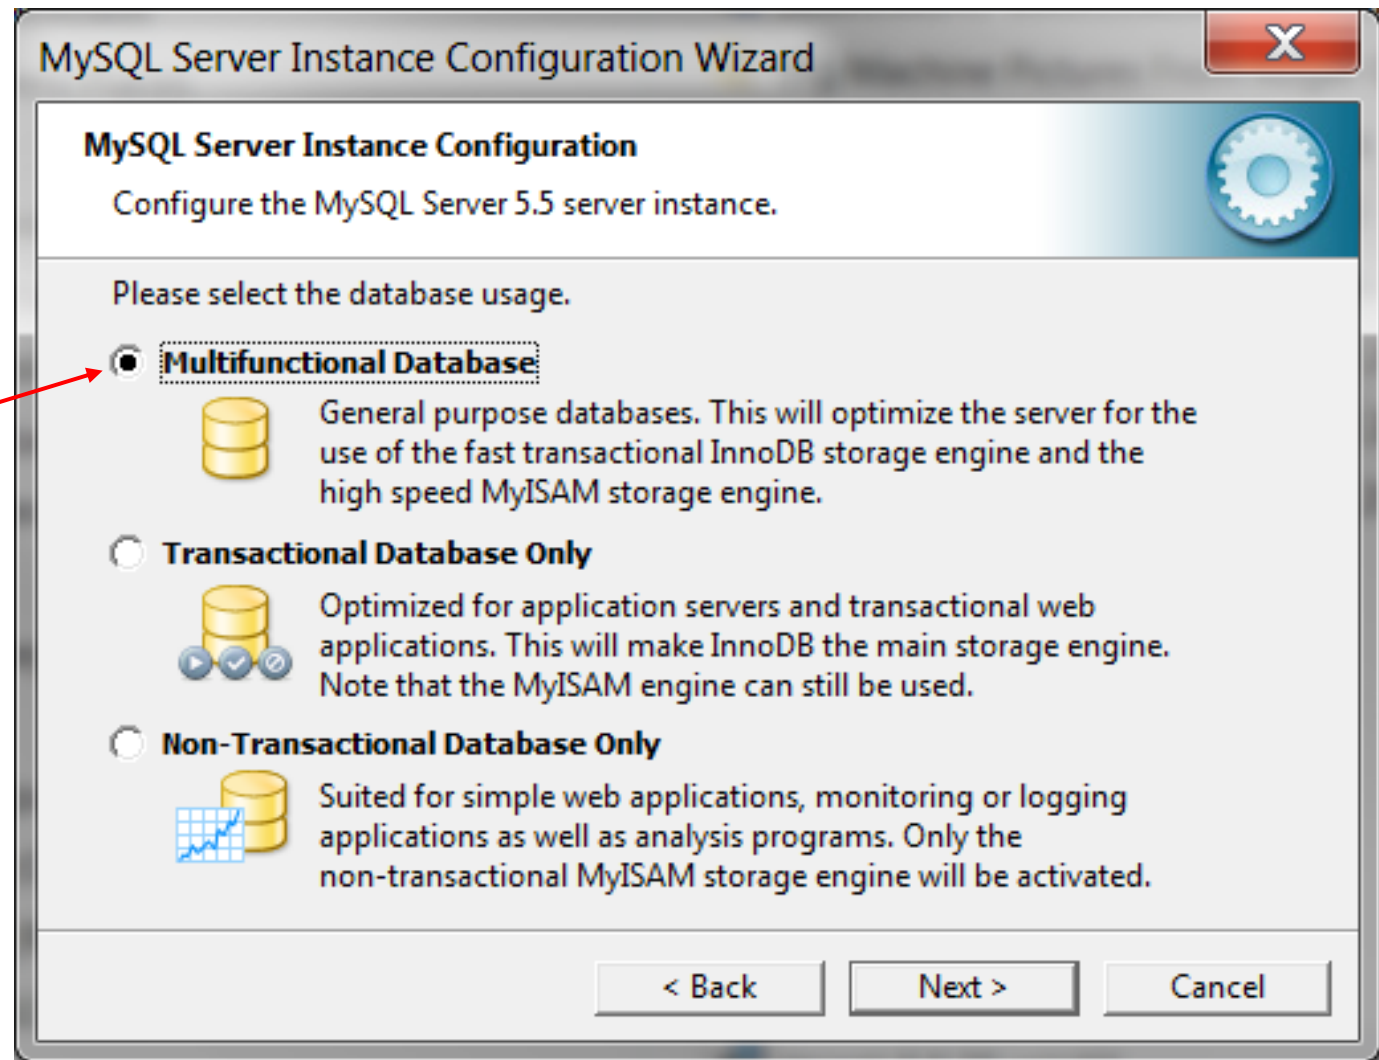 MySQL Server Instance Configuration Wizard
MySQL Server Instance Configuration
Configure the MySQL Server 5.5 server instance.
Please select the database usage.
Multifunctional Database
General purpose databases. This will optimize the server for the
use of the fast transactional InnoDB storage engine and the
high speed MyISAM storage engine.
Transactional Database Only
Optimized for application servers and transactional web
applications. This will make InnoDB the main storage engine.
Note that the MyISAM engine can still be used.
Non-Transactional Database Only
Suited for simple web applications, monitoring or logging
applications as well as analysis programs. Only the
non-transactional MyISAM storage engine will be activated.
< Back Next > Cancel